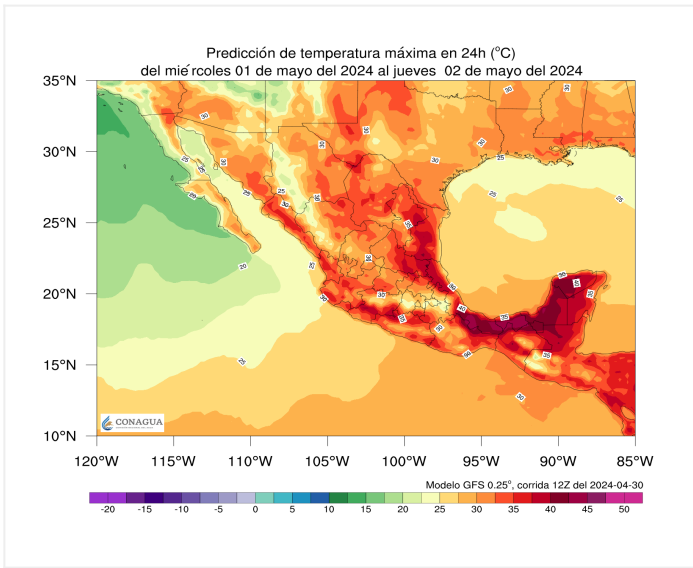 Predicción de temperatura máxima en 24h (°C)
del miércoles 01 de mayo del 2024 al jueves 02 de mayo del 2024
35°N
30°N
25°N
20°N
15°N
10°N
CONAGUA
120°W 115°W 110°W 105°W 100°W 95°W 90°W 85°W
Modelo GFS 0.25°, corrida 12Z del 2024-04-30
-20 -15 -10 -5 0 5 10 15 20 25 30 35 40 45 50